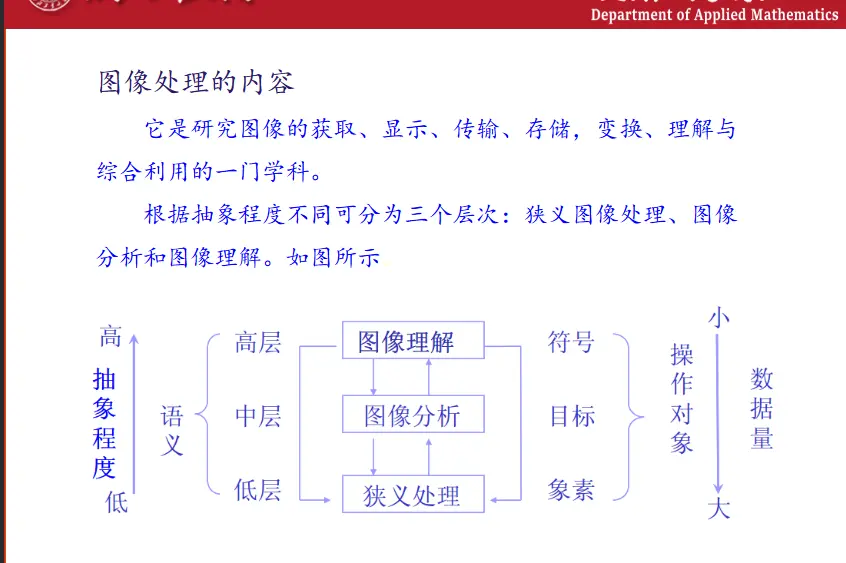 Department of Applied Mathematics
图像处理的内容
它是研究图像的获取、显示、传输、存储，变换、理解与
综合利用的一门学科。
根据抽象程度不同可分为三个层次：狭义图像处理、图像
分析和图像理解。如图所示
高
抽象程度
低
语义
高层
中层
低层
图像理解
图像分析
狭义处理
符号
目标
象素
操作对象
小
大
数据量